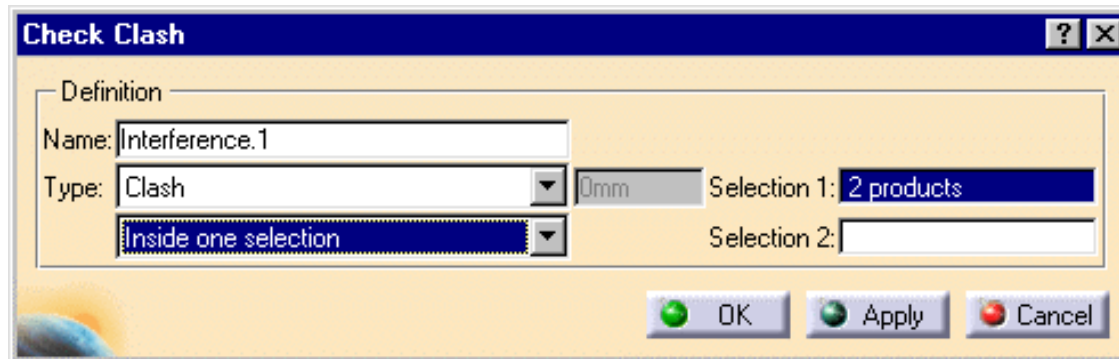 Check Clash
Definition
Name: Interference.1
Type: Clash 0mm Selection 1: 2 products
Inside one selection Selection 2:
OK Apply Cancel